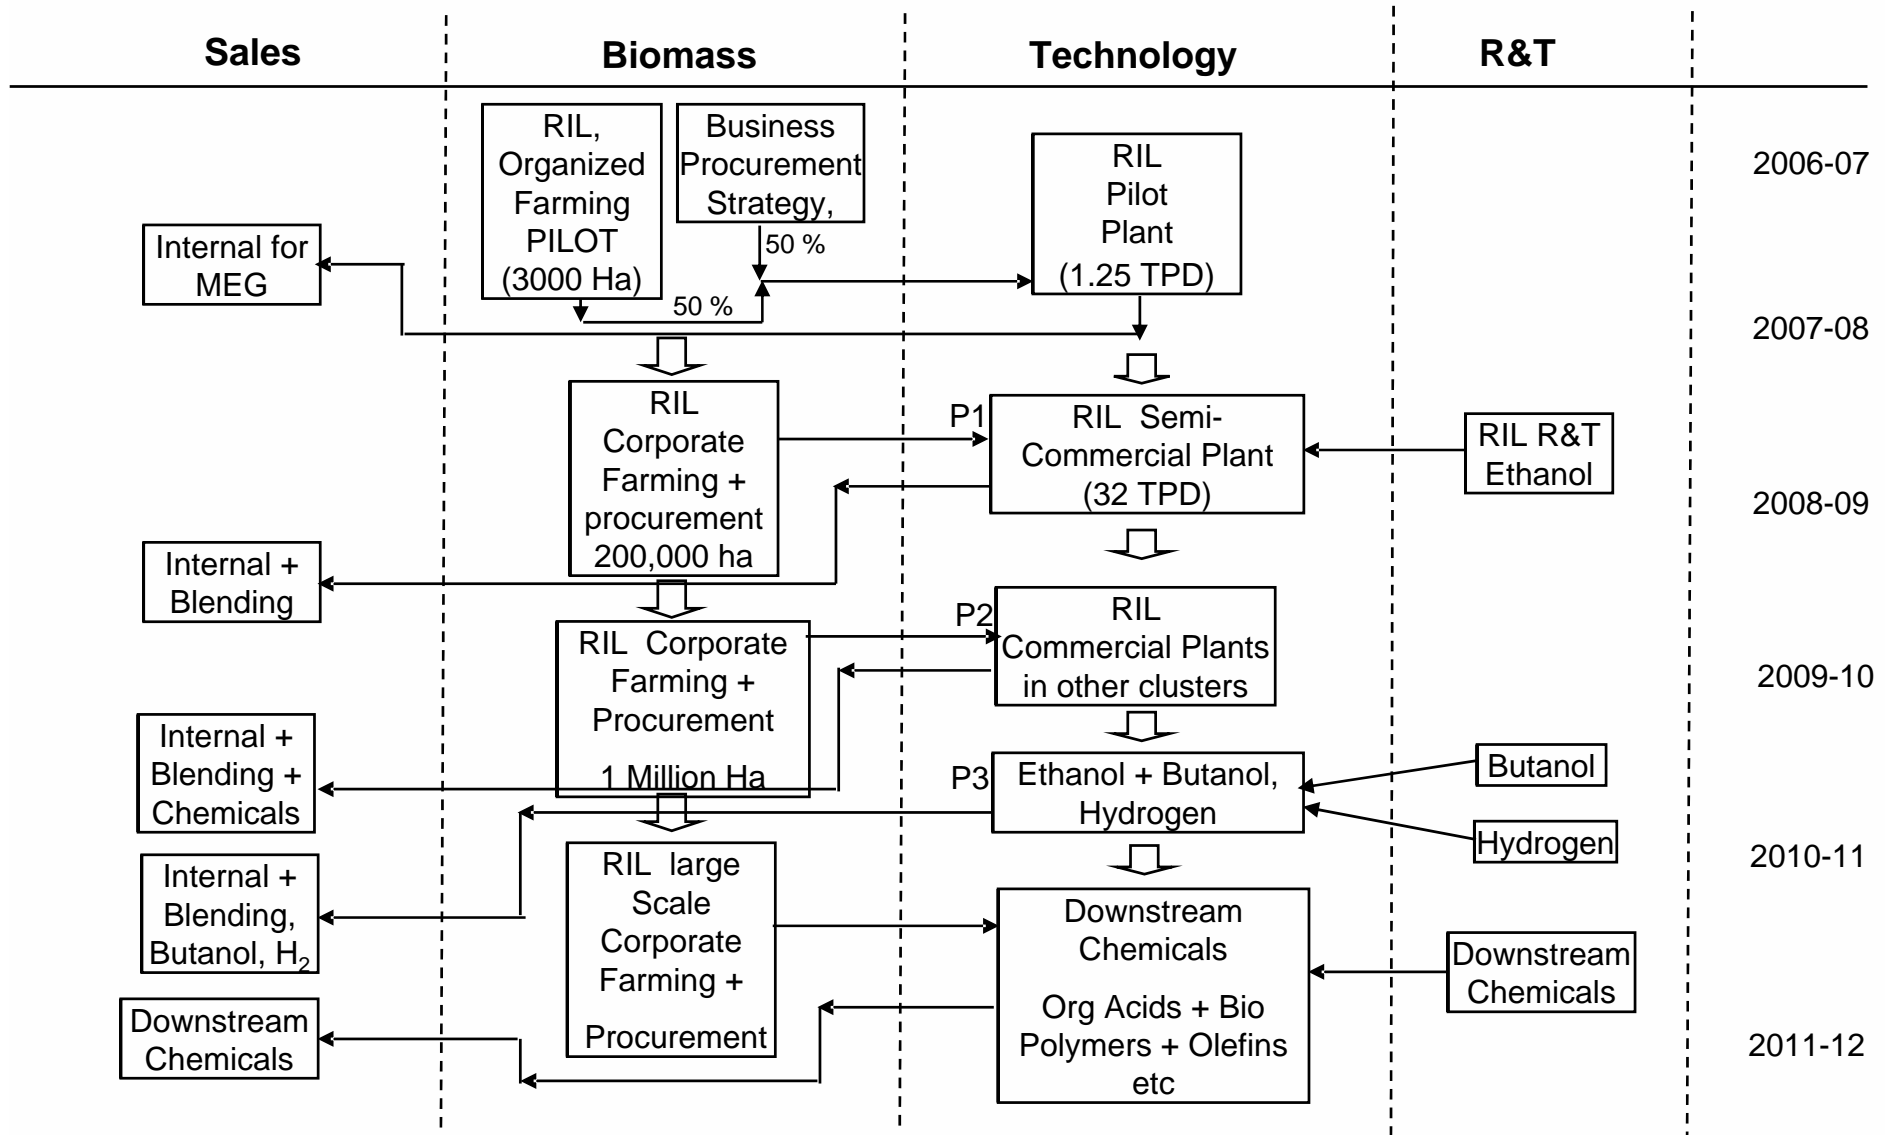 Sales
Biomass
Technology
R&T
RIL,
Organized
Farming
PILOT
(3000 Ha)
Business
Procurement
Strategy,
50 %
50 %
RIL
Pilot
Plant
(1.25 TPD)
2006-07
Internal for
MEG
2007-08
RIL
Corporate
Farming +
procurement
200,000 ha
P1
RIL Semi-
Commercial Plant
(32 TPD)
RIL R&T
Ethanol
2008-09
Internal +
Blending
RIL Corporate
Farming +
Procurement
1 Million Ha
P2
RIL
Commercial Plants
in other clusters
2009-10
Internal +
Blending +
Chemicals
P3
Ethanol + Butanol,
Hydrogen
Butanol
Hydrogen
2010-11
Internal +
Blending,
Butanol, H₂
RIL large
Scale
Corporate
Farming +
Procurement
Downstream
Chemicals
Org Acids + Bio
Polymers + Olefins
etc
Downstream
Chemicals
Downstream
Chemicals
2011-12